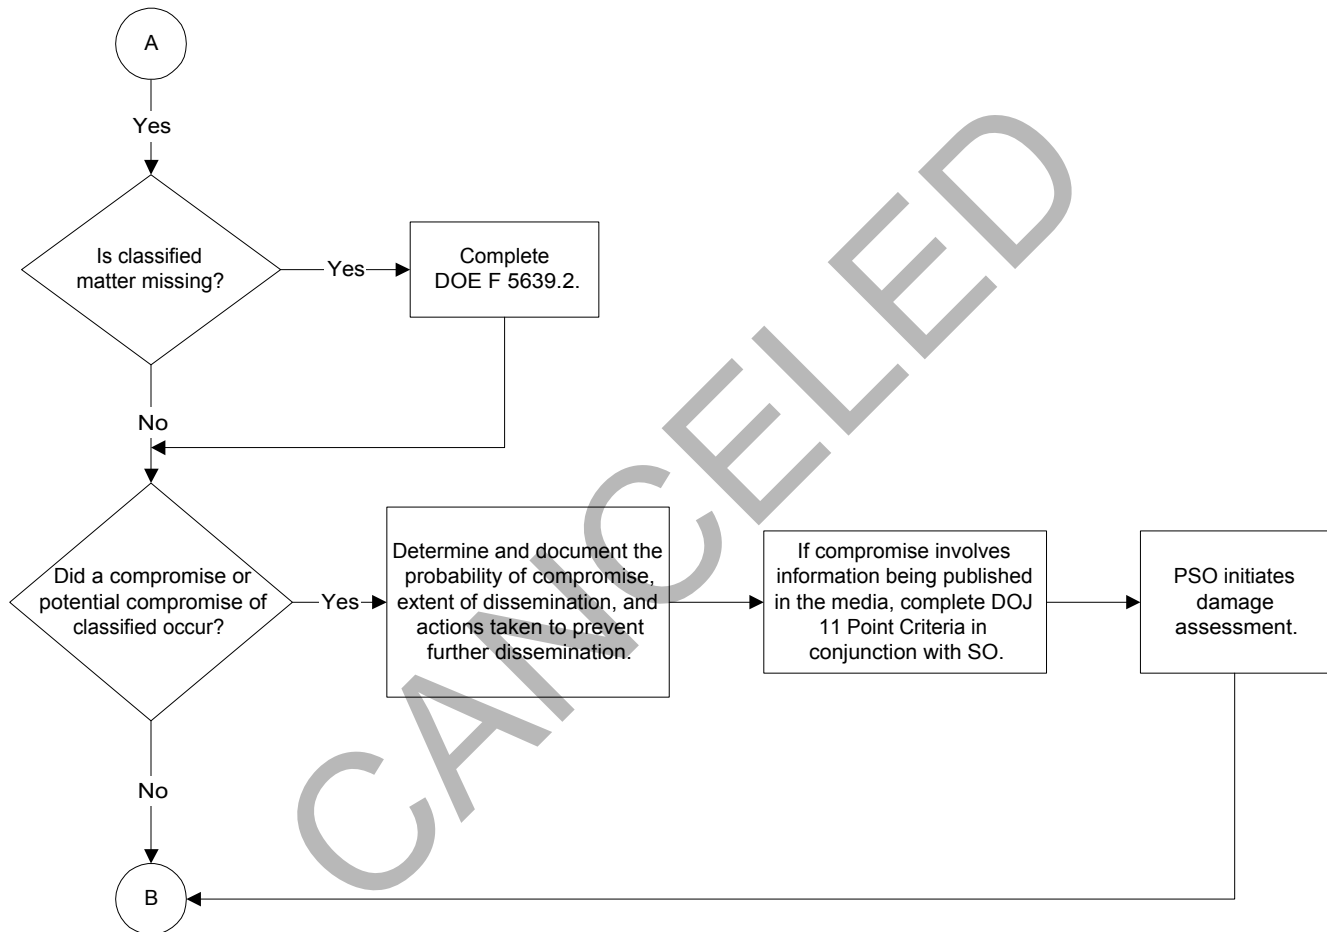 A
Yes
Is classified
matter missing?
Yes
Complete
DOE F 5639.2.
No
Did a compromise or
potential compromise of
classified occur?
Yes
Determine and document the
probability of compromise,
extent of dissemination, and
actions taken to prevent
further dissemination.
If compromise involves
information being published
in the media, complete DOJ
11 Point Criteria in
conjunction with SO.
PSO initiates
damage
assessment.
No
B
CANCELED